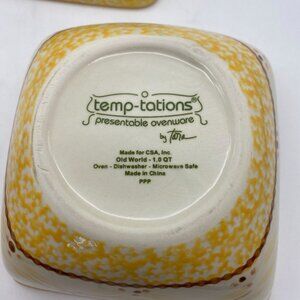 temp-tations®
presentable ovenware
by Tara
Made for CSA, Inc.
Old World - 1.0 QT
Oven - Dishwasher - Microwave Safe
Made in China
PPP